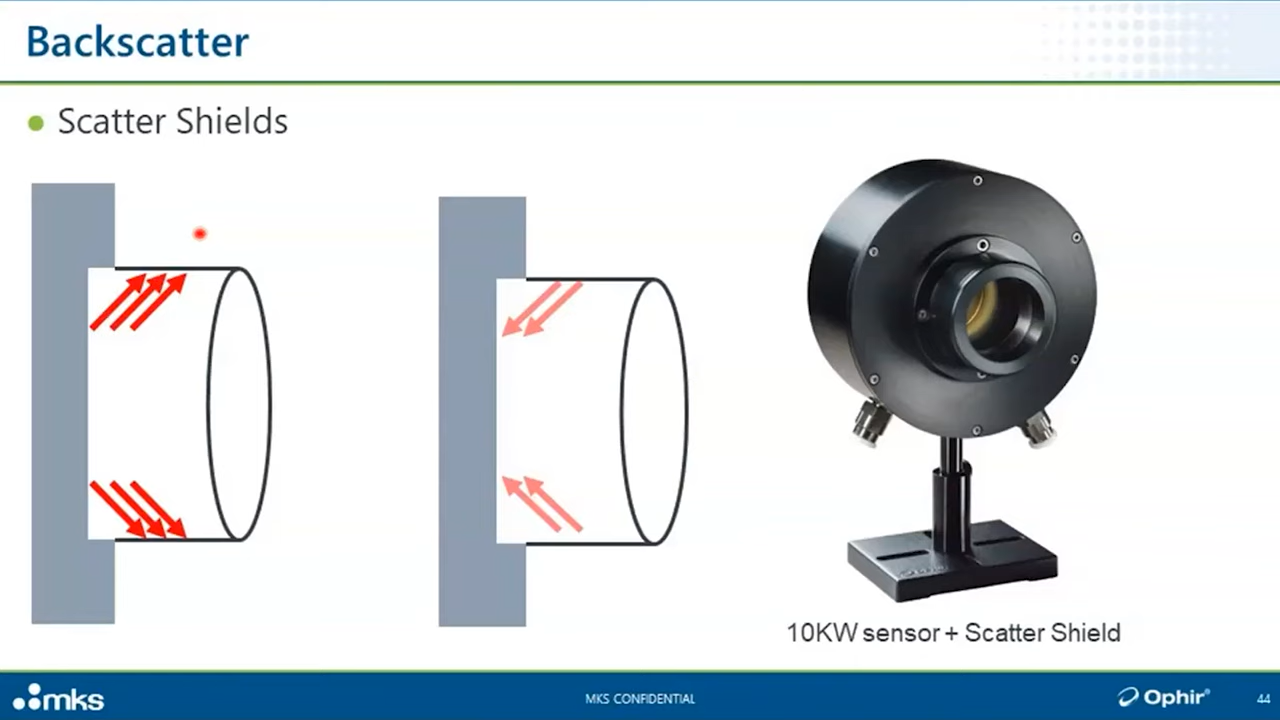 Backscatter
Scatter Shields
10KW sensor + Scatter Shield
mks
MKS CONFIDENTIAL
Ophir®
44